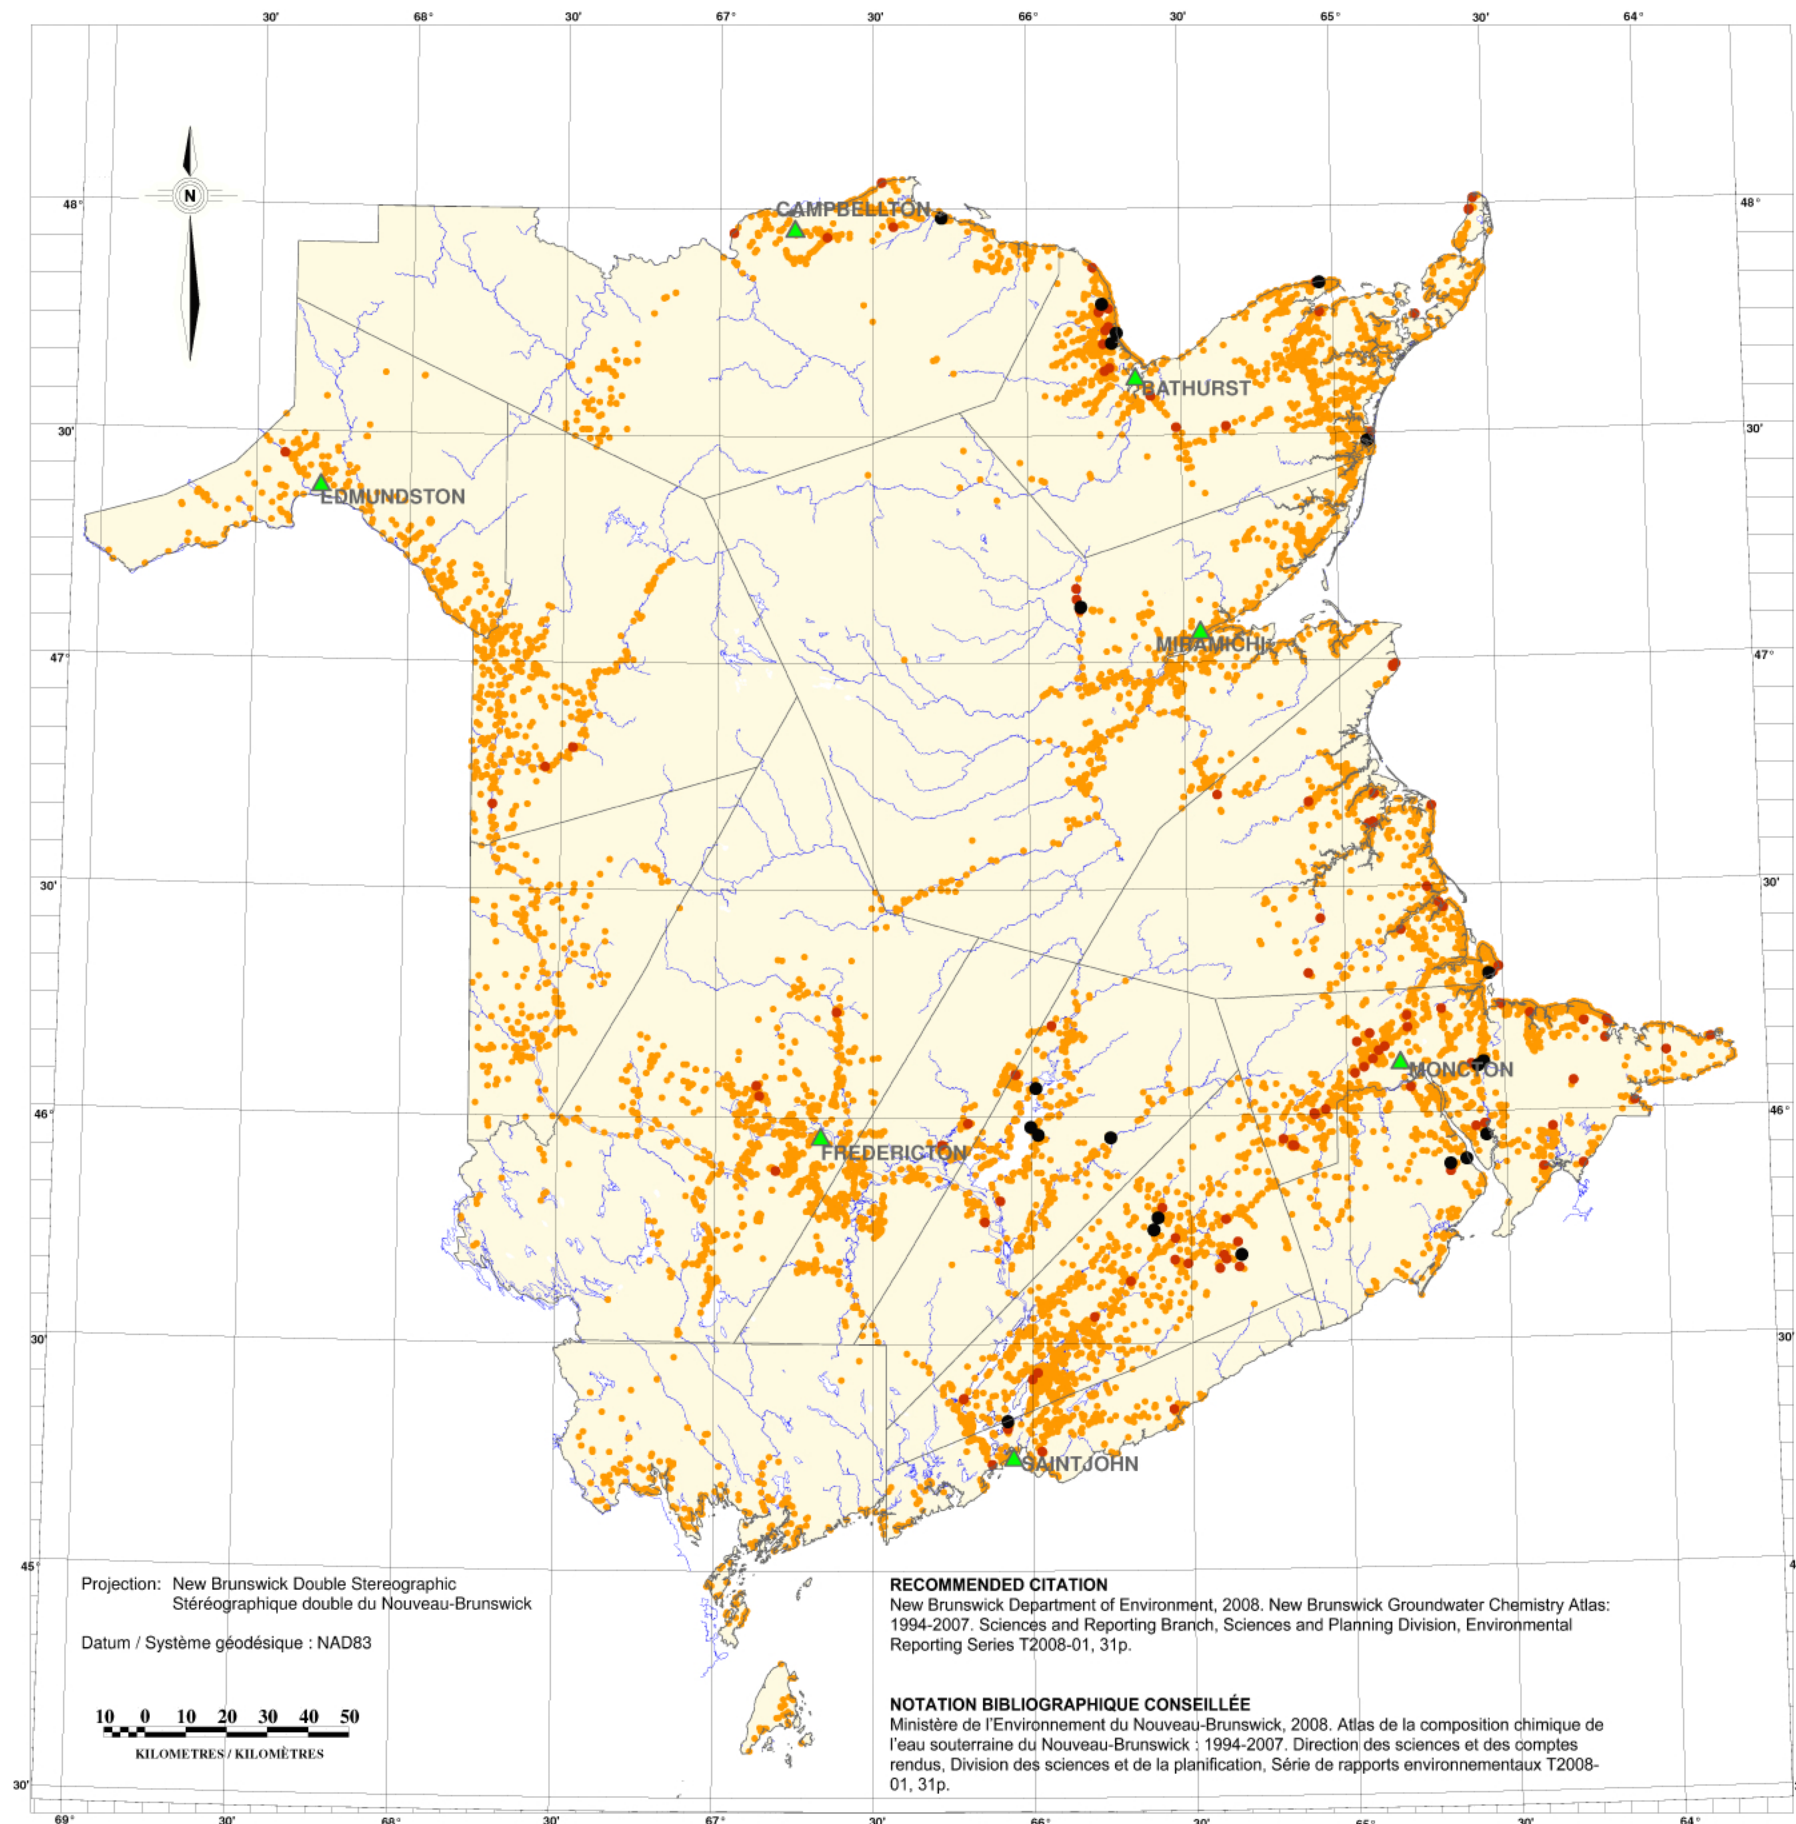 30' 68° 30' 67° 30' 66° 30' 65° 30' 64°
N
48° 48°
CAMPBELLTON
BATHURST
30' 30'
EDMUNDSTON
MIRAMICHI
47° 47°
30' 30'
MONCTON
46° 46°
FREDERICTON
30' 30'
SAINT JOHN
45° 4
Projection: New Brunswick Double Stereographic
Stéréographique double du Nouveau-Brunswick
Datum / Système géodésique : NAD83
10 0 10 20 30 40 50
KILOMETRES / KILOMÈTRES
RECOMMENDED CITATION
New Brunswick Department of Environment, 2008. New Brunswick Groundwater Chemistry Atlas:
1994-2007. Sciences and Reporting Branch, Sciences and Planning Division, Environmental
Reporting Series T2008-01, 31p.
NOTATION BIBLIOGRAPHIQUE CONSEILLÉE
Ministère de l'Environnement du Nouveau-Brunswick, 2008. Atlas de la composition chimique de
l'eau souterraine du Nouveau-Brunswick : 1994-2007. Direction des sciences et des comptes
rendus, Division des sciences et de la planification, Série de rapports environnementaux T2008-
01, 31p.
30'
69° 30' 68° 30' 67° 30' 66° 30' 65° 30' 64°